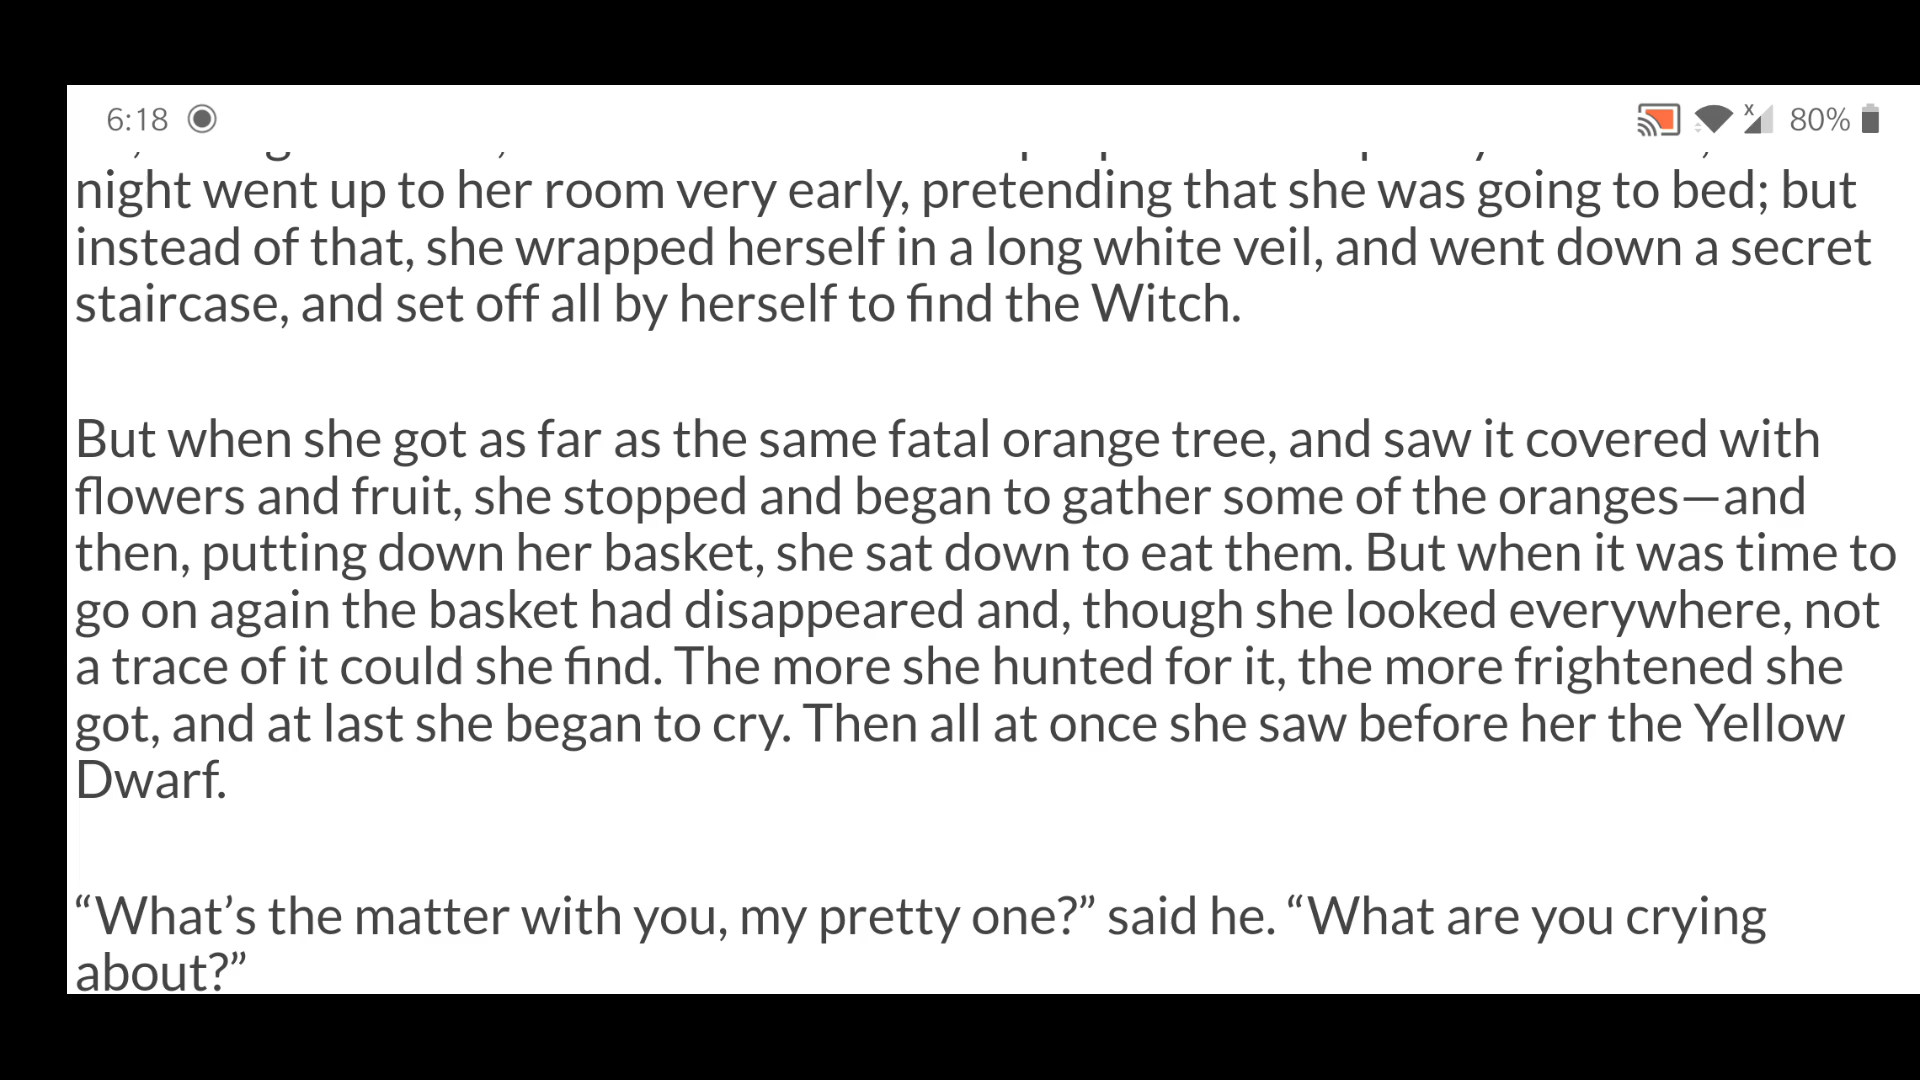 6:18
80%
night went up to her room very early, pretending that she was going to bed; but
instead of that, she wrapped herself in a long white veil, and went down a secret
staircase, and set off all by herself to find the Witch.
But when she got as far as the same fatal orange tree, and saw it covered with
flowers and fruit, she stopped and began to gather some of the oranges—and
then, putting down her basket, she sat down to eat them. But when it was time to
go on again the basket had disappeared and, though she looked everywhere, not
a trace of it could she find. The more she hunted for it, the more frightened she
got, and at last she began to cry. Then all at once she saw before her the Yellow
Dwarf.
“What’s the matter with you, my pretty one?” said he. “What are you crying
about?”